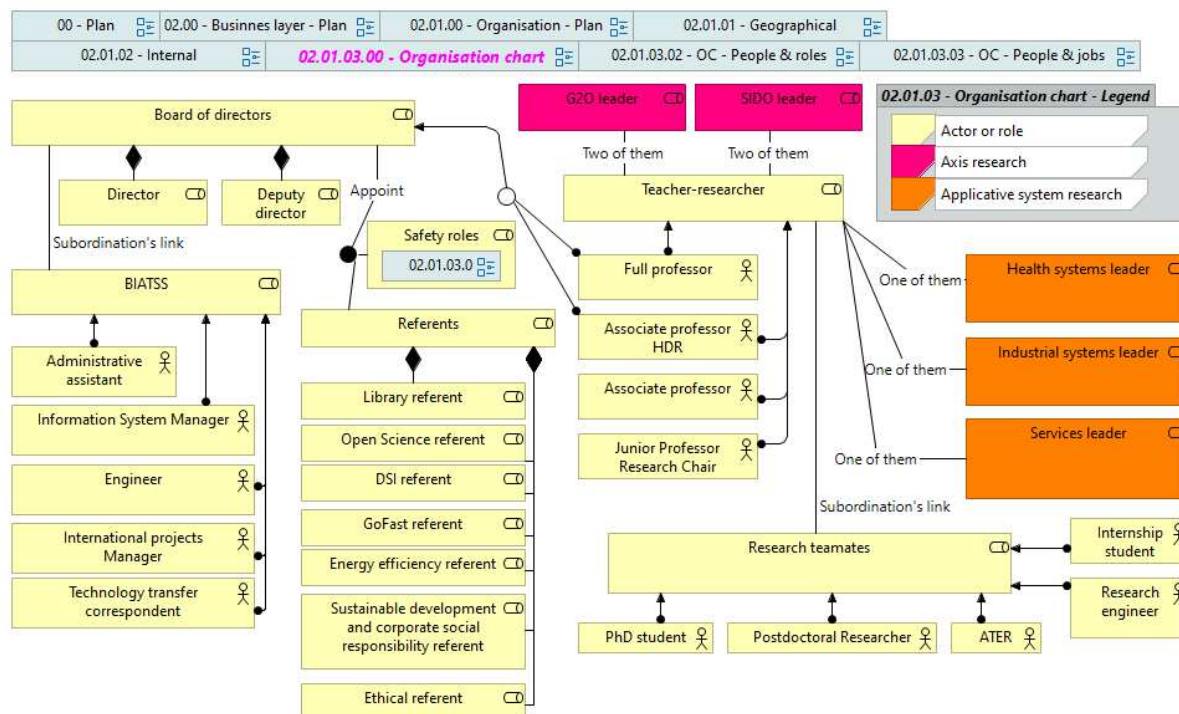 00 - Plan
02.00 - Businnes layer - Plan
02.01.00 - Organisation - Plan
02.01.01 - Geographical
02.01.02 - Internal
02.01.03.00 - Organisation chart
02.01.03.02 - OC - People & roles
02.01.03.03 - OC - People & jobs
Board of directors
G2O leader
SIDO leader
02.01.03 - Organisation chart - Legend
Actor or role
Axis research
Applicative system research
Two of them
Two of them
Director
Deputy
director
Appoint
Teacher-researcher
Subordination's link
Safety roles
02.01.03.0
BIATSS
Full professor
One of them
Health systems leader
Referents
Associate professor
HDR
Administrative
assistant
One of them
Industrial systems leader
Library referent
Associate professor
Information System Manager
Open Science referent
Junior Professor
Research Chair
One of them
Services leader
Engineer
DSI referent
Subordination's link
GoFast referent
International projects
Manager
Energy efficiency referent
Research teamates
Internship
student
Technology transfer
correspondent
Sustainable development
and corporate social
responsibility referent
Research
engineer
PhD student
Postdoctoral Researcher
ATER
Ethical referent